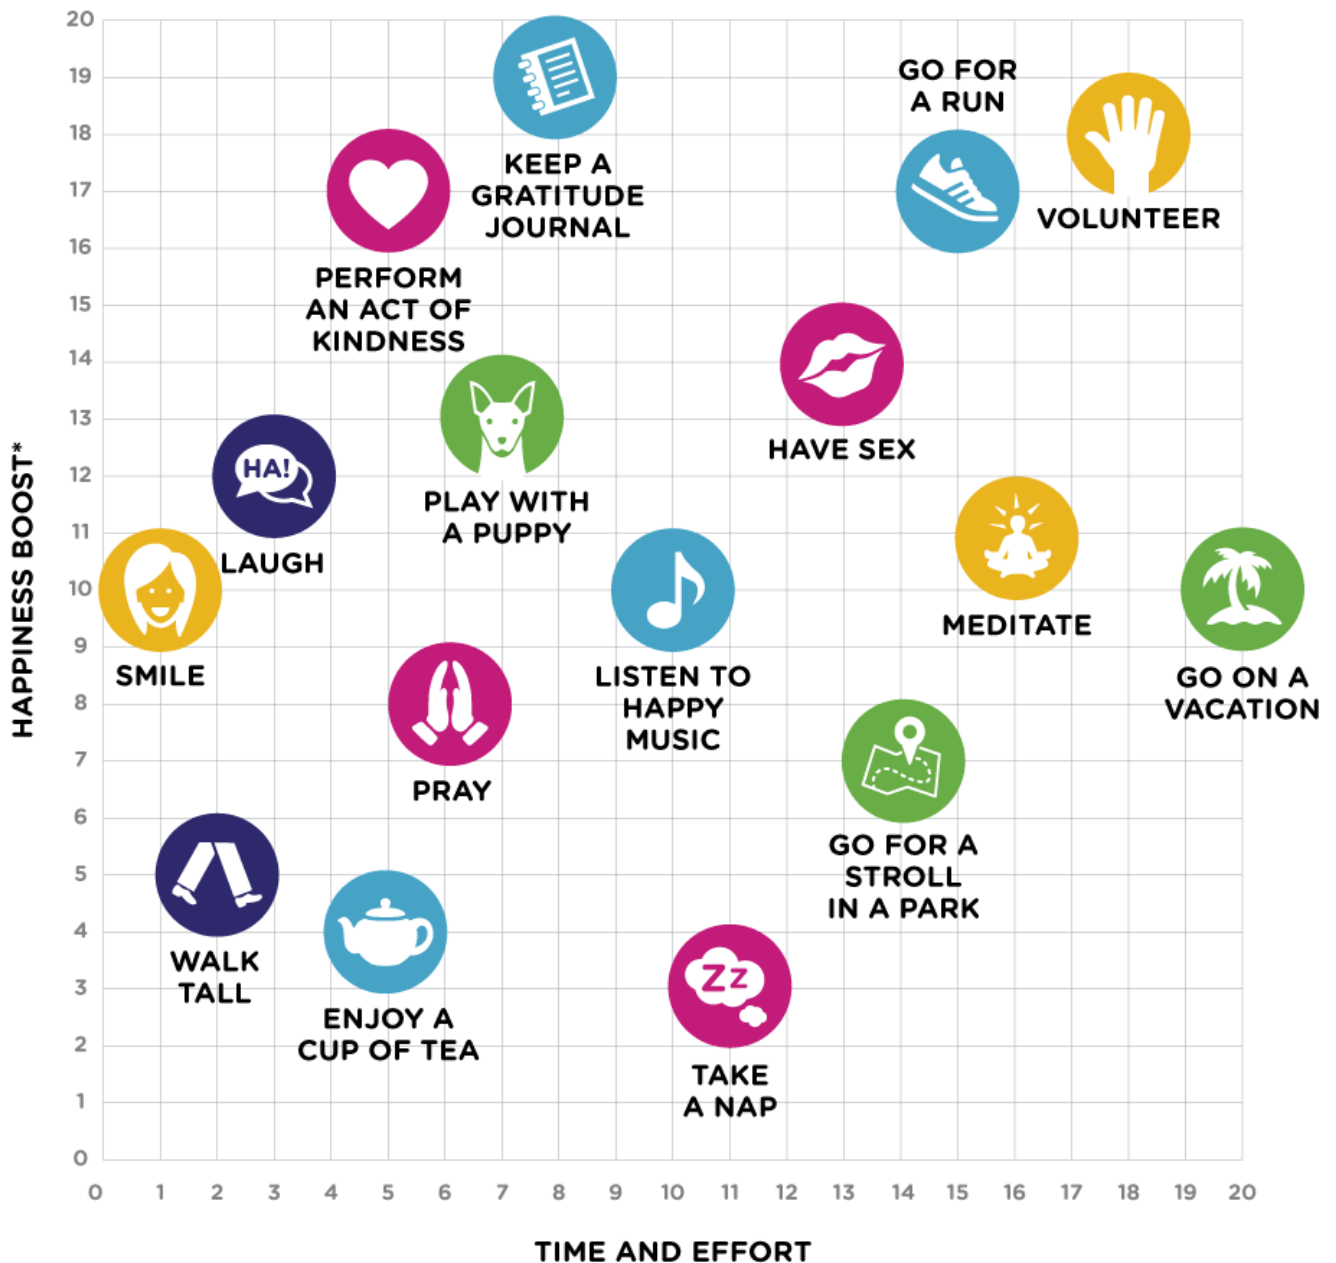 20
19
18
17
16
15
14
13
12
11
10
9
8
7
6
5
4
3
2
1
0
HAPPINESS BOOST*
KEEP A
GRATITUDE
JOURNAL
GO FOR
A RUN
VOLUNTEER
PERFORM
AN ACT OF
KINDNESS
HAVE SEX
PLAY WITH
A PUPPY
HA!
LAUGH
SMILE
LISTEN TO
HAPPY
MUSIC
MEDITATE
GO ON A
VACATION
PRAY
GO FOR A
STROLL
IN A PARK
WALK
TALL
ENJOY A
CUP OF TEA
Zz
TAKE
A NAP
0 1 2 3 4 5 6 7 8 9 10 11 12 13 14 15 16 17 18 19 20
TIME AND EFFORT